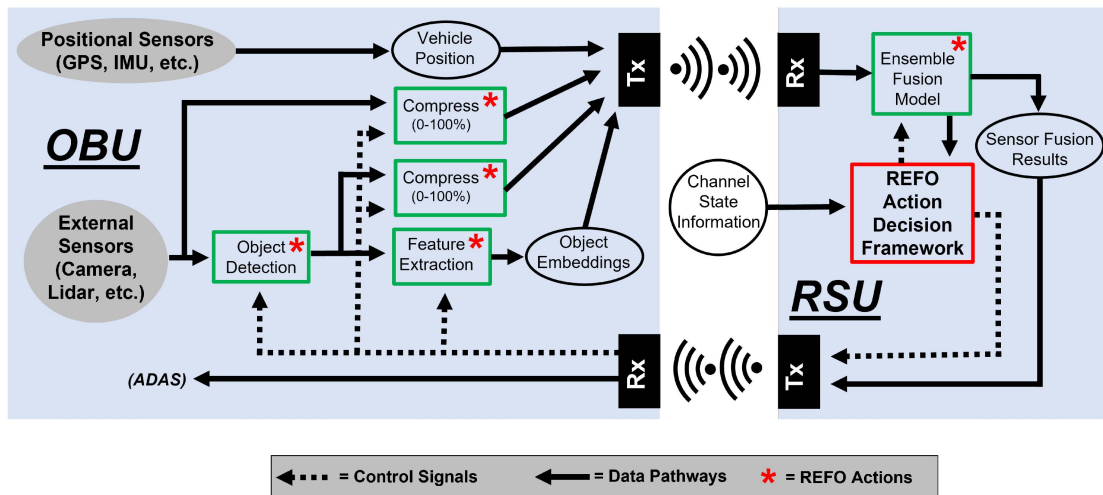 Positional Sensors
(GPS, IMU, etc.)
Vehicle
Position
Tx
Rx
Ensemble
Fusion
Model
*
Compress
(0-100%)
*
OBU
Sensor Fusion
Results
Compress
(0-100%)
*
Channel
State
Information
REFO
Action
Decision
Framework
External
Sensors
(Camera,
Lidar, etc.)
Object
Detection
*
Feature
Extraction
*
Object
Embeddings
RSU
Rx
Tx
(ADAS)
= Control Signals
= Data Pathways
* = REFO Actions